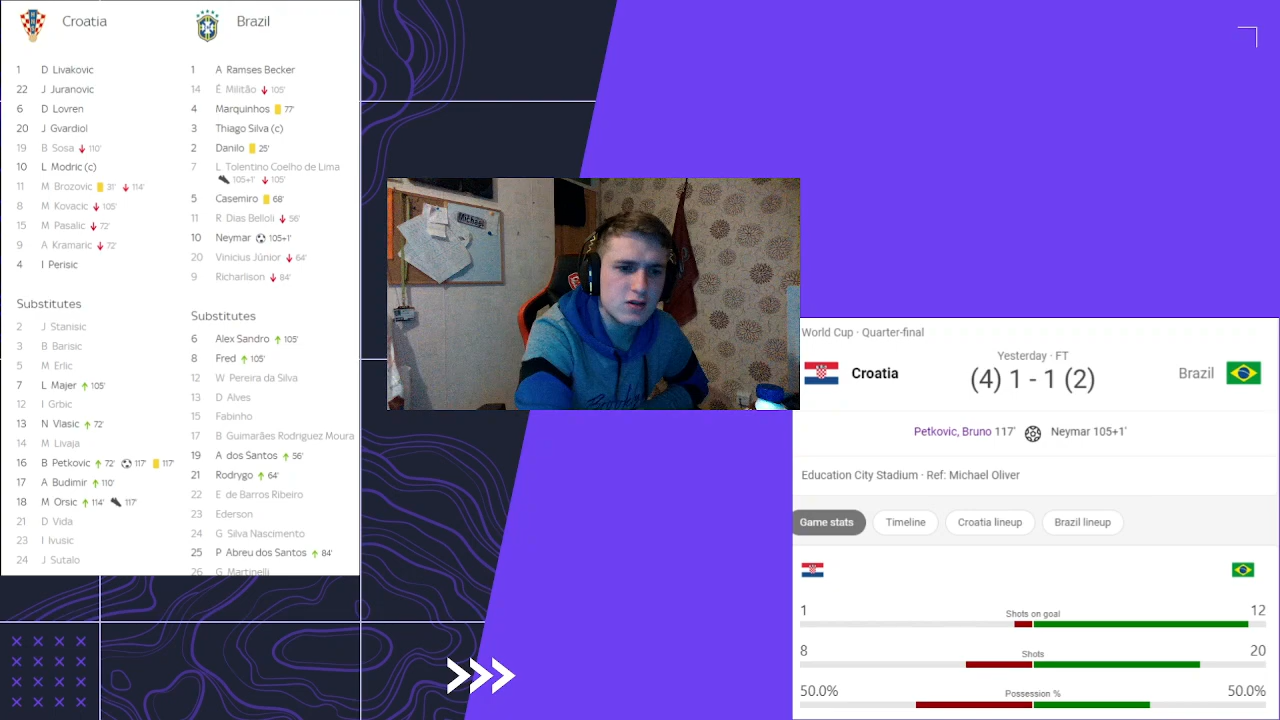 Croatia
1 D Livakovic
22 J Juranovic
6 D Lovren
20 J Gvardiol
19 B Sosa 110'
10 L Modric (c)
11 M Brozovic 31' 114'
8 M Kovacic 105'
15 M Pasalic 72'
9 A Kramaric 72'
4 I Perisic
Substitutes
2 J Stanisic
3 B Barisic
5 M Erlic
7 L Majer 105'
12 I Grbic
13 N Vlasic 72'
14 M Livaja
16 B Petkovic 72' 117' 117'
17 A Budimir 110'
18 M Orsic 114' 117'
21 D Vida
23 I Ivusic
24 J Sutalo
Brazil
1 A Ramses Becker
14 É Militão 105'
4 Marquinhos 77'
3 Thiago Silva (c)
2 Danilo 25'
7 L Tolentino Coelho de Lima
105+1' 105'
5 Casemiro 68'
11 R Dias Belloli 56'
10 Neymar 105+1'
20 Vinicius Júnior 64'
9 Richarlison 84'
Substitutes
6 Alex Sandro 105'
8 Fred 105'
12 W Pereira da Silva
13 D Alves
15 Fabinho
17 B Guimarães Rodriguez Moura
19 A dos Santos 56'
21 Rodrygo 64'
22 E de Barros Ribeiro
23 Ederson
24 G Silva Nascimento
25 P Abreu dos Santos 84'
26 G Martinelli
Michael
World Cup · Quarter-final
Yesterday · FT
Croatia (4) 1 - 1 (2) Brazil
Petkovic, Bruno 117' Neymar 105+1'
Education City Stadium · Ref: Michael Oliver
Game stats Timeline Croatia lineup Brazil lineup
1 Shots on goal 12
8 Shots 20
50.0% Possession % 50.0%